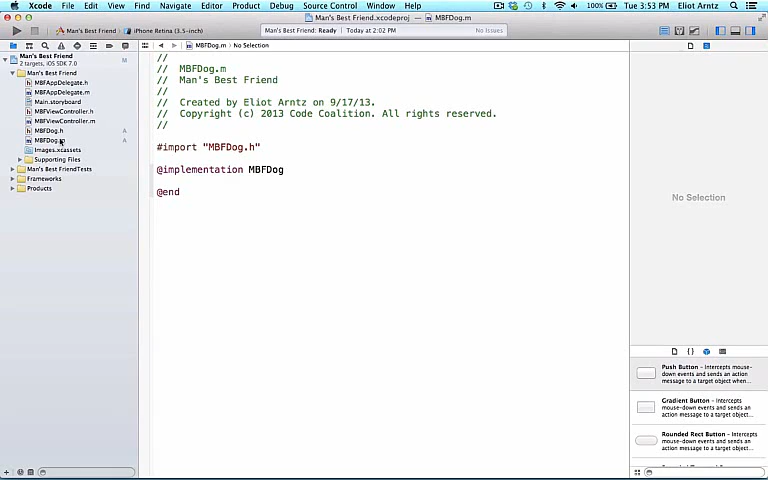 Xcode File Edit View Find Navigate Editor Product Debug Source Control Window Help 100% Tue 3:53 PM Eliot Arntz
Man's Best Friend.xcodeproj — MBFDog.m
Man's Best Friend iPhone Retina (3.5-inch) Man's Best Friend: Ready Today at 2:02 PM No Issues
MBFDog.m No Selection
Man's Best Friend M
2 targets, iOS SDK 7.0
Man's Best Friend
MBFAppDelegate.h
MBFAppDelegate.m
Main.storyboard
MBFViewController.h
MBFViewController.m
MBFDog.h A
MBFDog. A
Images.xcassets
Supporting Files
Man's Best FriendTests
Frameworks
Products
//
// MBFDog.m
// Man's Best Friend
//
// Created by Eliot Arntz on 9/17/13.
// Copyright (c) 2013 Code Coalition. All rights reserved.
//
#import "MBFDog.h"
@implementation MBFDog
@end
No Selection
{}
Push Button – Intercepts mouse-
down events and sends an action
message to a target object when...
Gradient Button – Intercepts
mouse-down events and sends an
action message to a target object...
Rounded Rect Button – Intercepts
mouse-down events and sends an
action message to a target object...